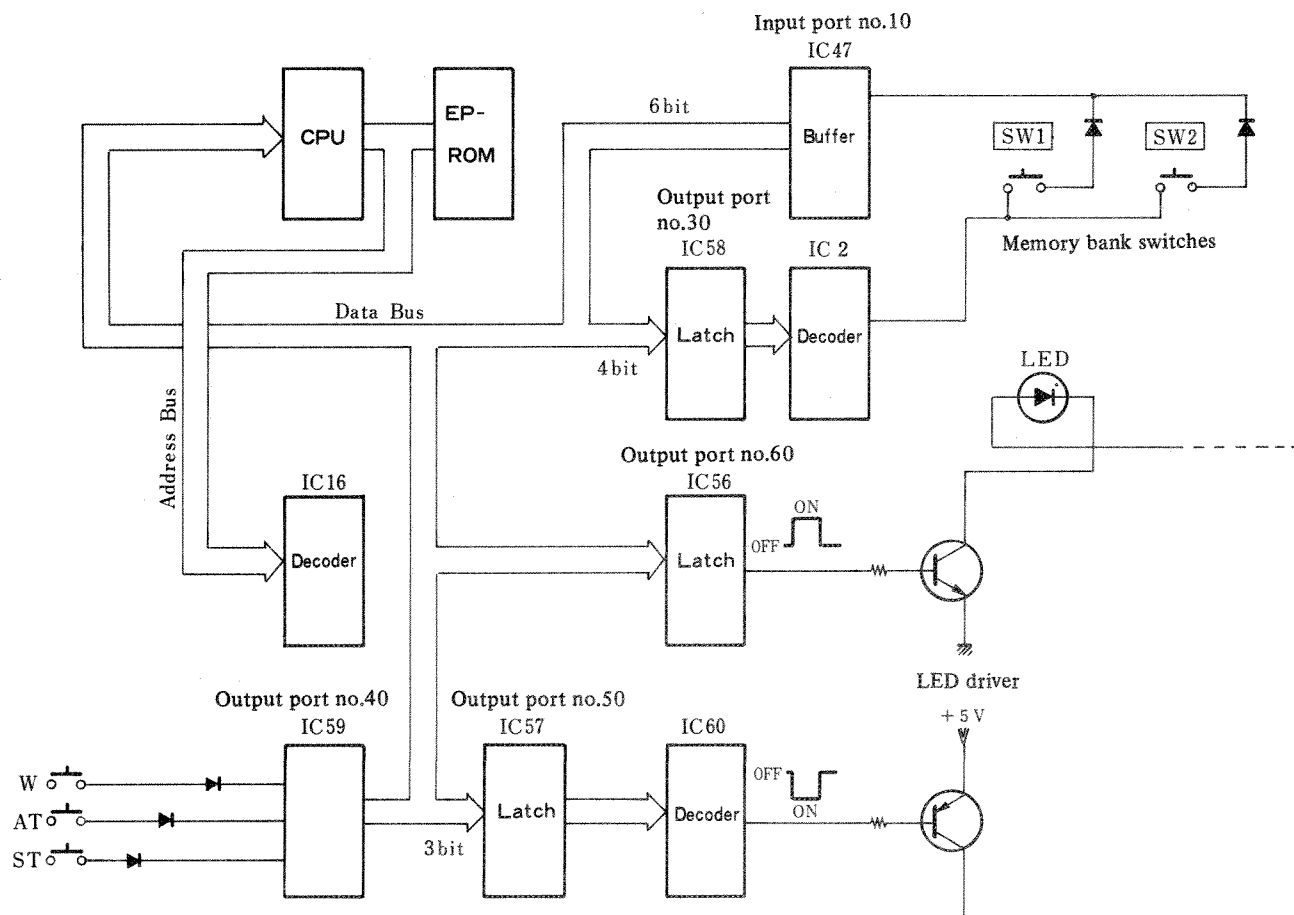 Input port no.10
IC47
CPU
EP-
ROM
6bit
Buffer
SW1
SW2
Output port
no.30
IC58
IC 2
Memory bank switches
Data Bus
Latch
Decoder
4bit
LED
Address Bus
Output port no.60
IC16
IC56
ON
OFF
Decoder
Latch
LED driver
Output port no.40
Output port no.50
+5V
IC59
IC57
IC60
W
OFF
ON
AT
Latch
Decoder
3bit
ST